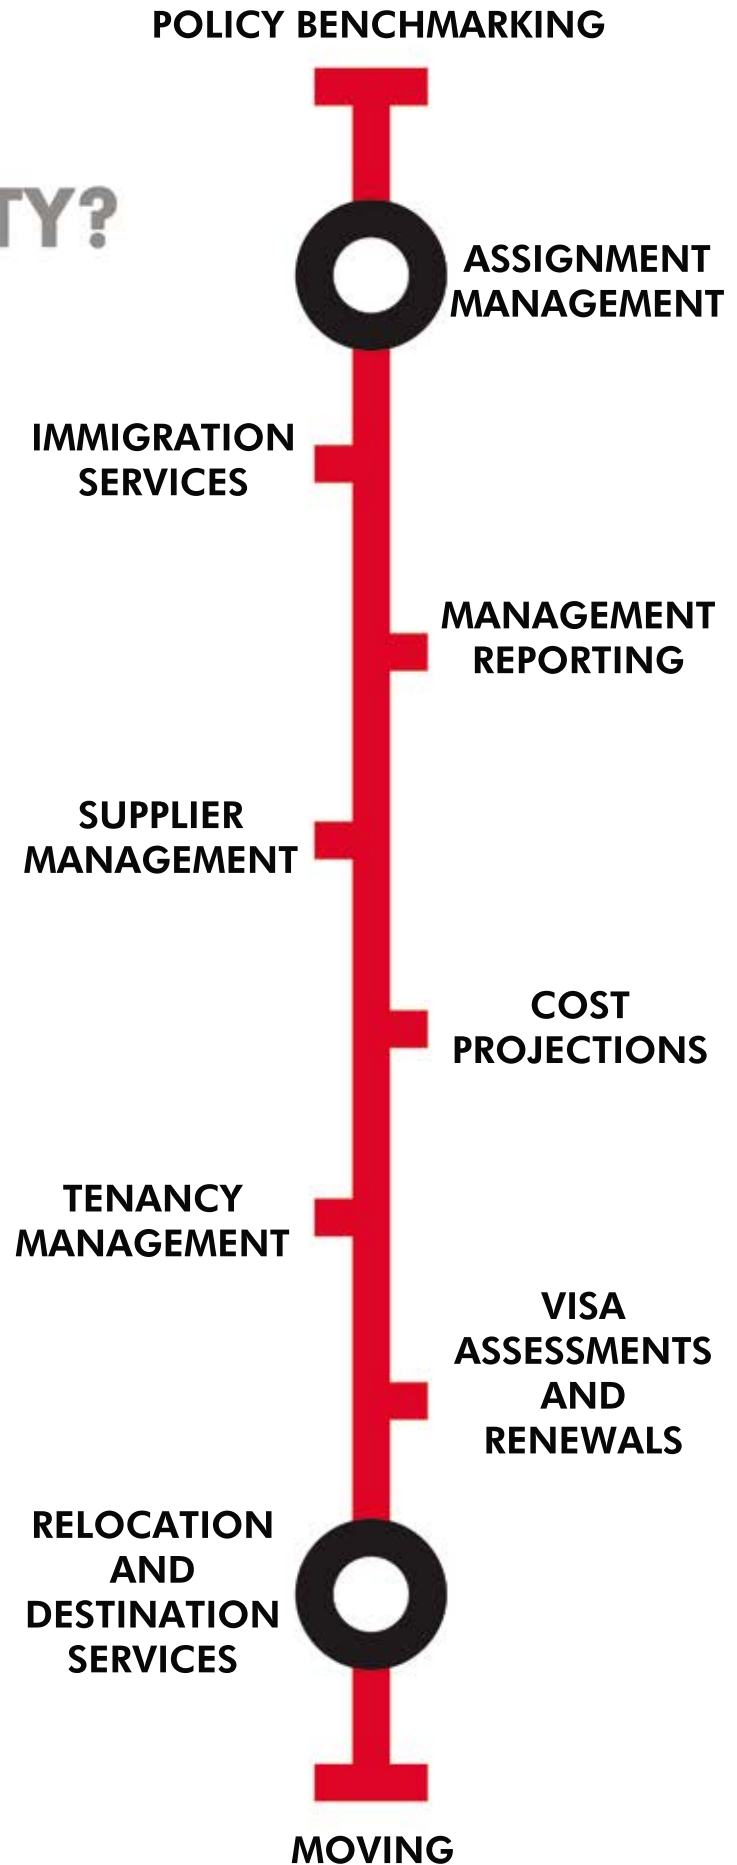 POLICY BENCHMARKING
TY?
ASSIGNMENT
MANAGEMENT
IMMIGRATION
SERVICES
MANAGEMENT
REPORTING
SUPPLIER
MANAGEMENT
COST
PROJECTIONS
TENANCY
MANAGEMENT
VISA
ASSESSMENTS
AND
RENEWALS
RELOCATION
AND
DESTINATION
SERVICES
MOVING